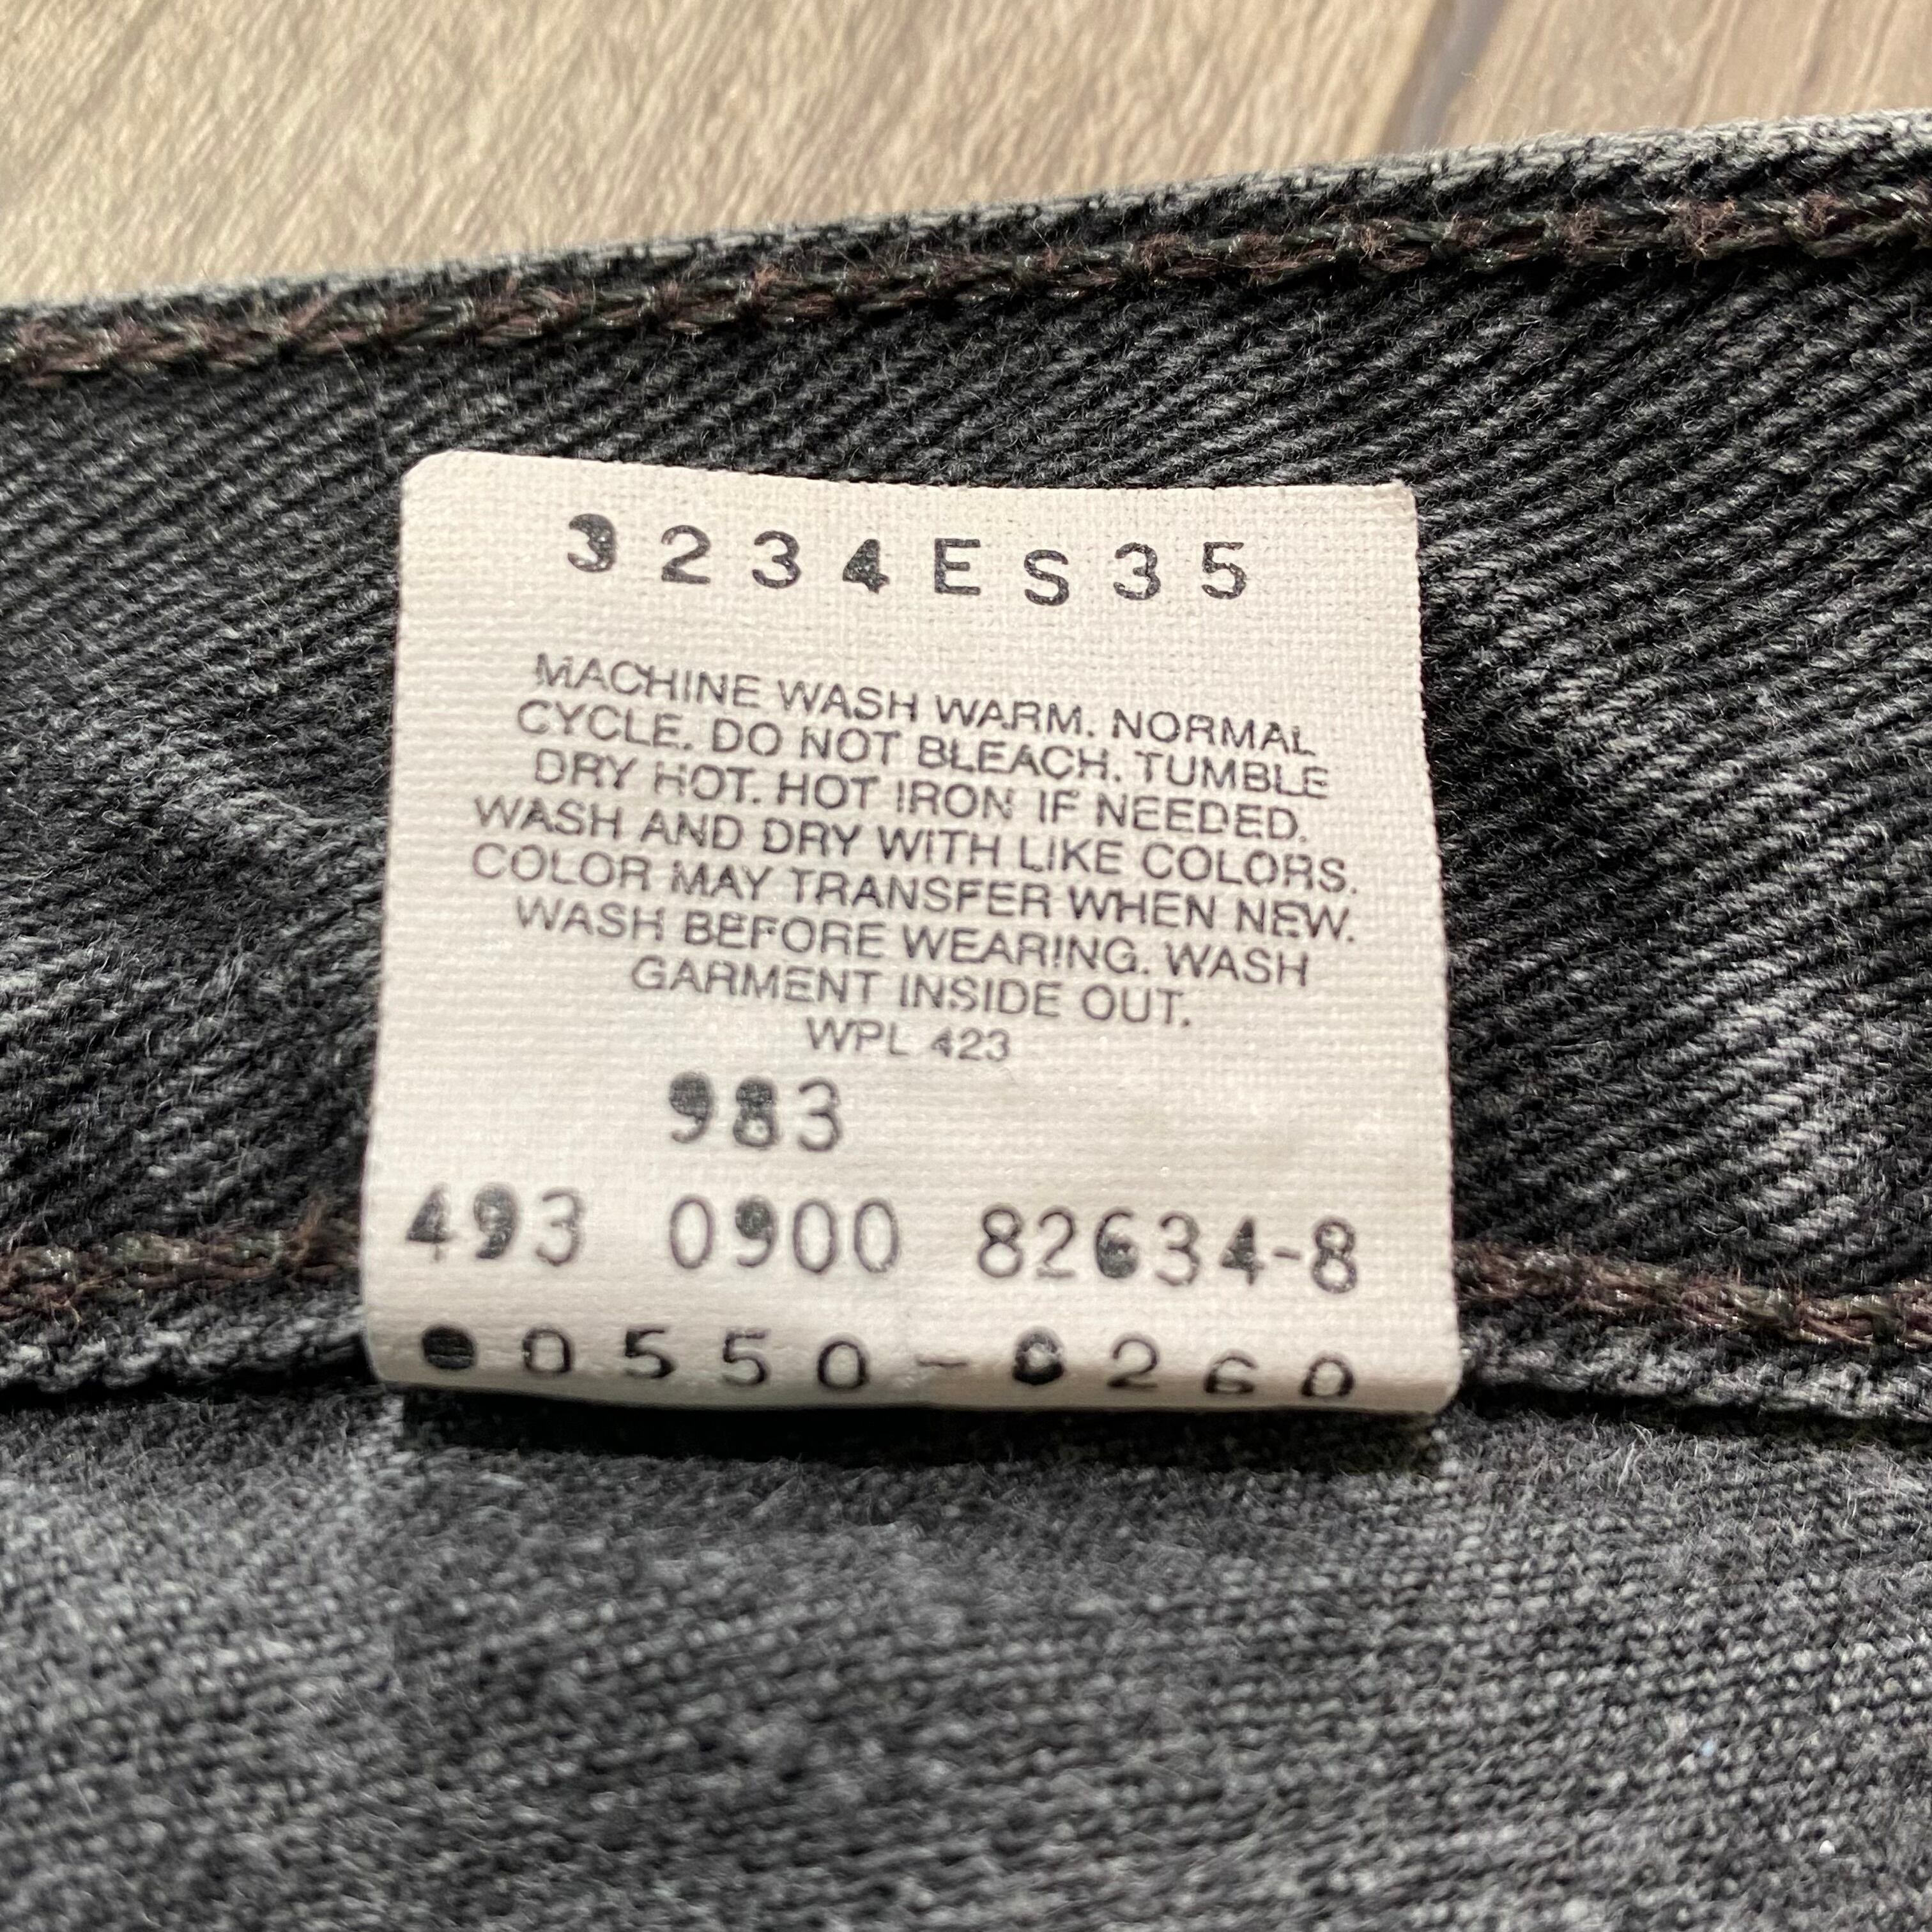 3234ES35
MACHINE WASH WARM. NORMAL
CYCLE. DO NOT BLEACH. TUMBLE
DRY HOT. HOT IRON IF NEEDED.
WASH AND DRY WITH LIKE COLORS.
COLOR MAY TRANSFER WHEN NEW.
WASH BEFORE WEARING. WASH
GARMENT INSIDE OUT.
WPL 423
983
493 0900 82634-8
00550-0260